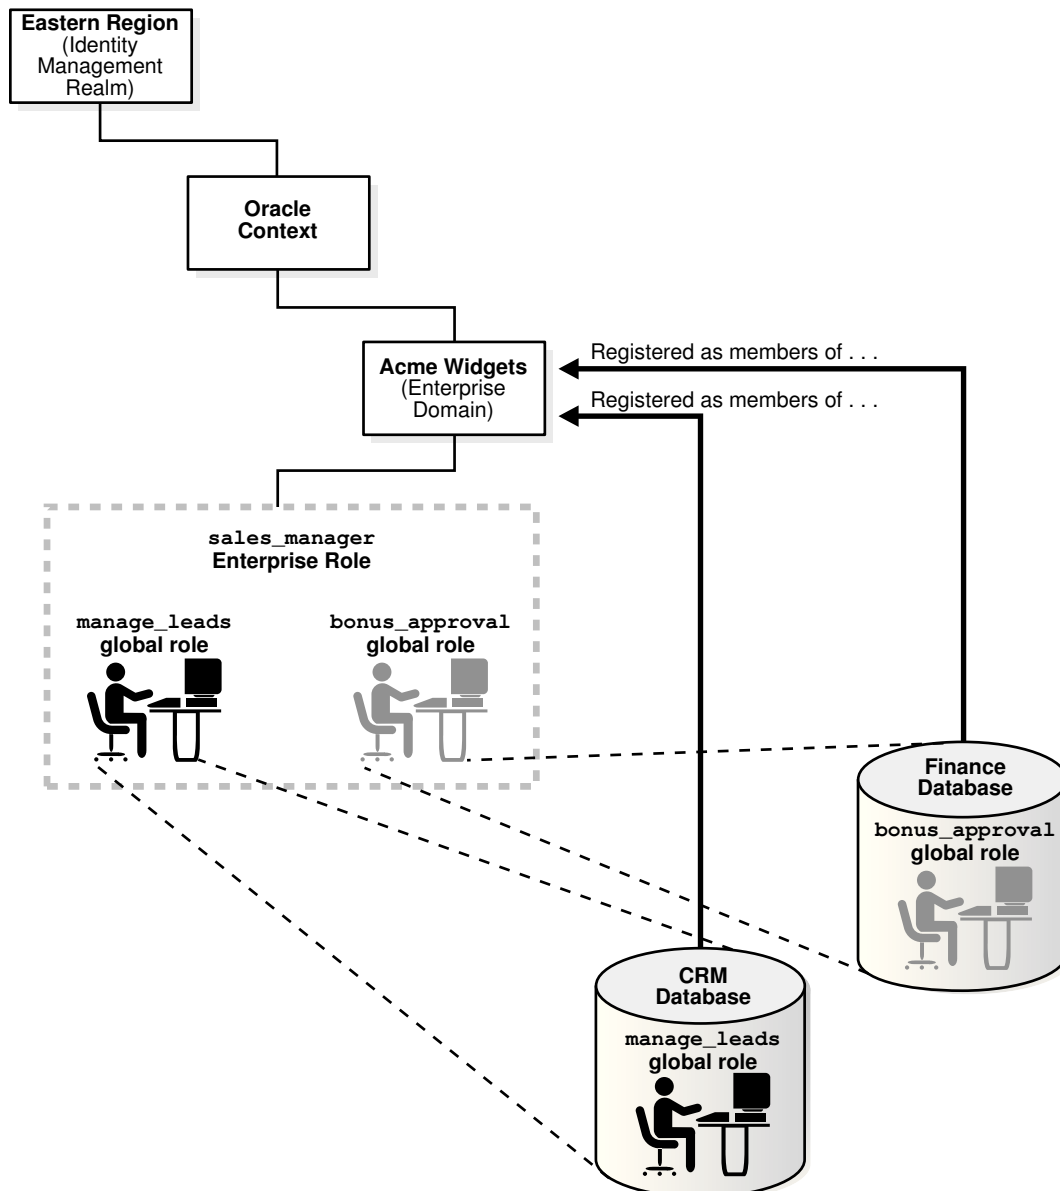 Eastern Region
(Identity
Management
Realm)
Oracle
Context
Acme Widgets
(Enterprise
Domain)
Registered as members of . . .
Registered as members of . . .
sales_manager
Enterprise Role
manage_leads
global role
bonus_approval
global role
Finance
Database
bonus_approval
global role
CRM
Database
manage_leads
global role